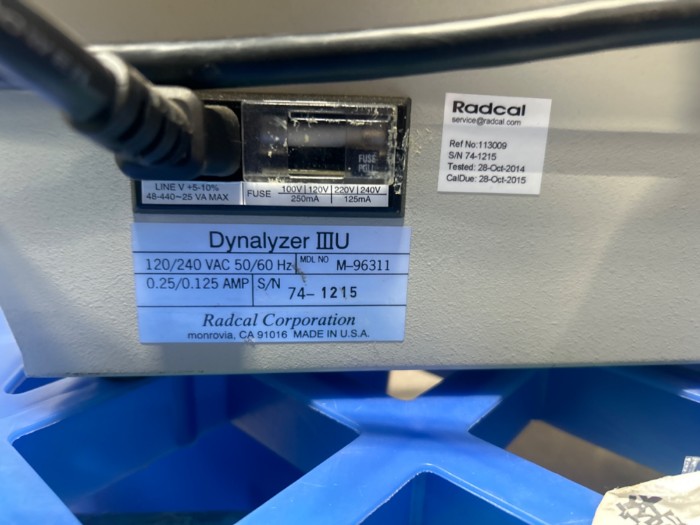 Radcal
service@radcal.com
Ref No:113009
S/N 74-1215
Tested: 28-Oct-2014
CalDue: 28-Oct-2015
FUSE
PULL
LINE V +5-10%
48-440~25 VA MAX
FUSE
100V 120V 220V 240V
250mA 125mA
Dynalyzer IIIU
120/240 VAC 50/60 Hz MDL NO M-96311
0.25/0.125 AMP S/N 74-1215
Radcal Corporation
monrovia, CA 91016 MADE IN U.S.A.